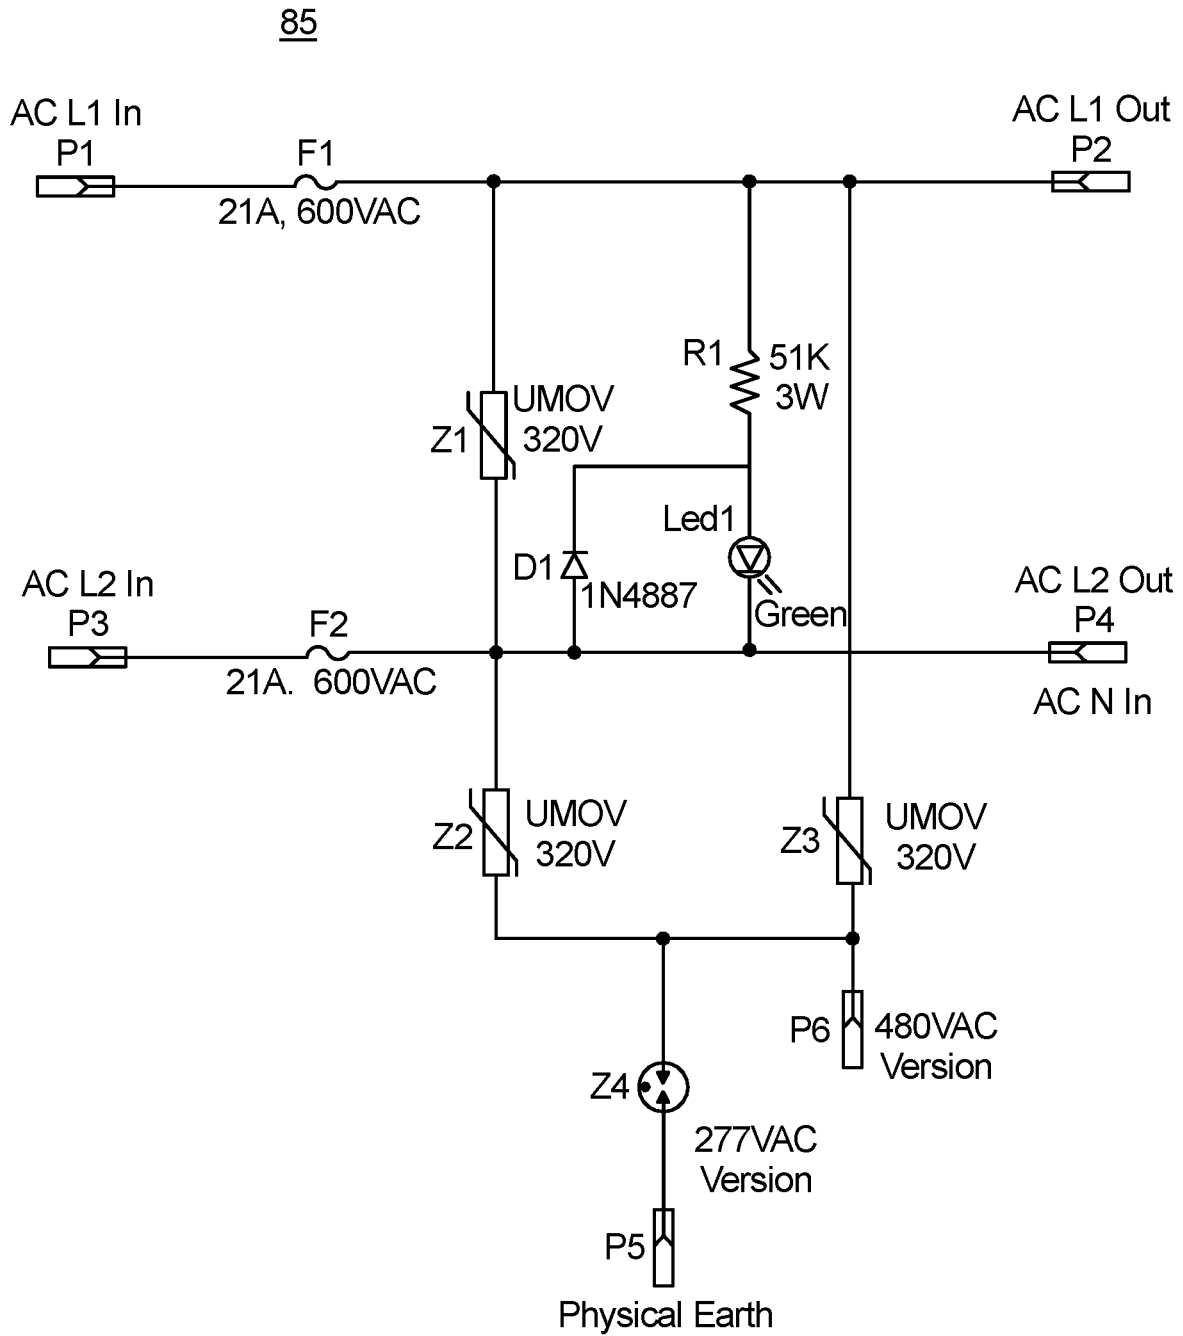 85
AC L1 In
P1
F1
21A, 600VAC
AC L1 Out
P2
R1
51K
3W
Z1
UMOV
320V
Led1
Green
D1
1N4887
AC L2 In
P3
F2
21A. 600VAC
AC L2 Out
P4
AC N In
Z2
UMOV
320V
Z3
UMOV
320V
P6
480VAC
Version
Z4
277VAC
Version
P5
Physical Earth